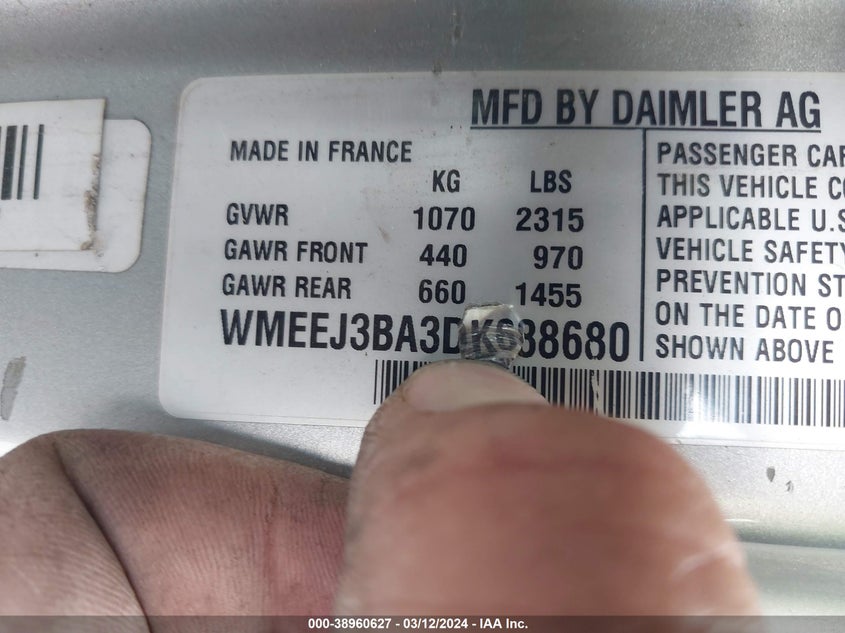 MFD BY DAIMLER AG
MADE IN FRANCE
KG LBS
GVWR 1070 2315
GAWR FRONT 440 970
GAWR REAR 660 1455
WMEEJ3BA3DK688680
PASSENGER CAR
THIS VEHICLE CO
APPLICABLE U.S
VEHICLE SAFETY
PREVENTION ST
ON THE DATE O
SHOWN ABOVE
000-38960627 - 03/12/2024 - IAA Inc.